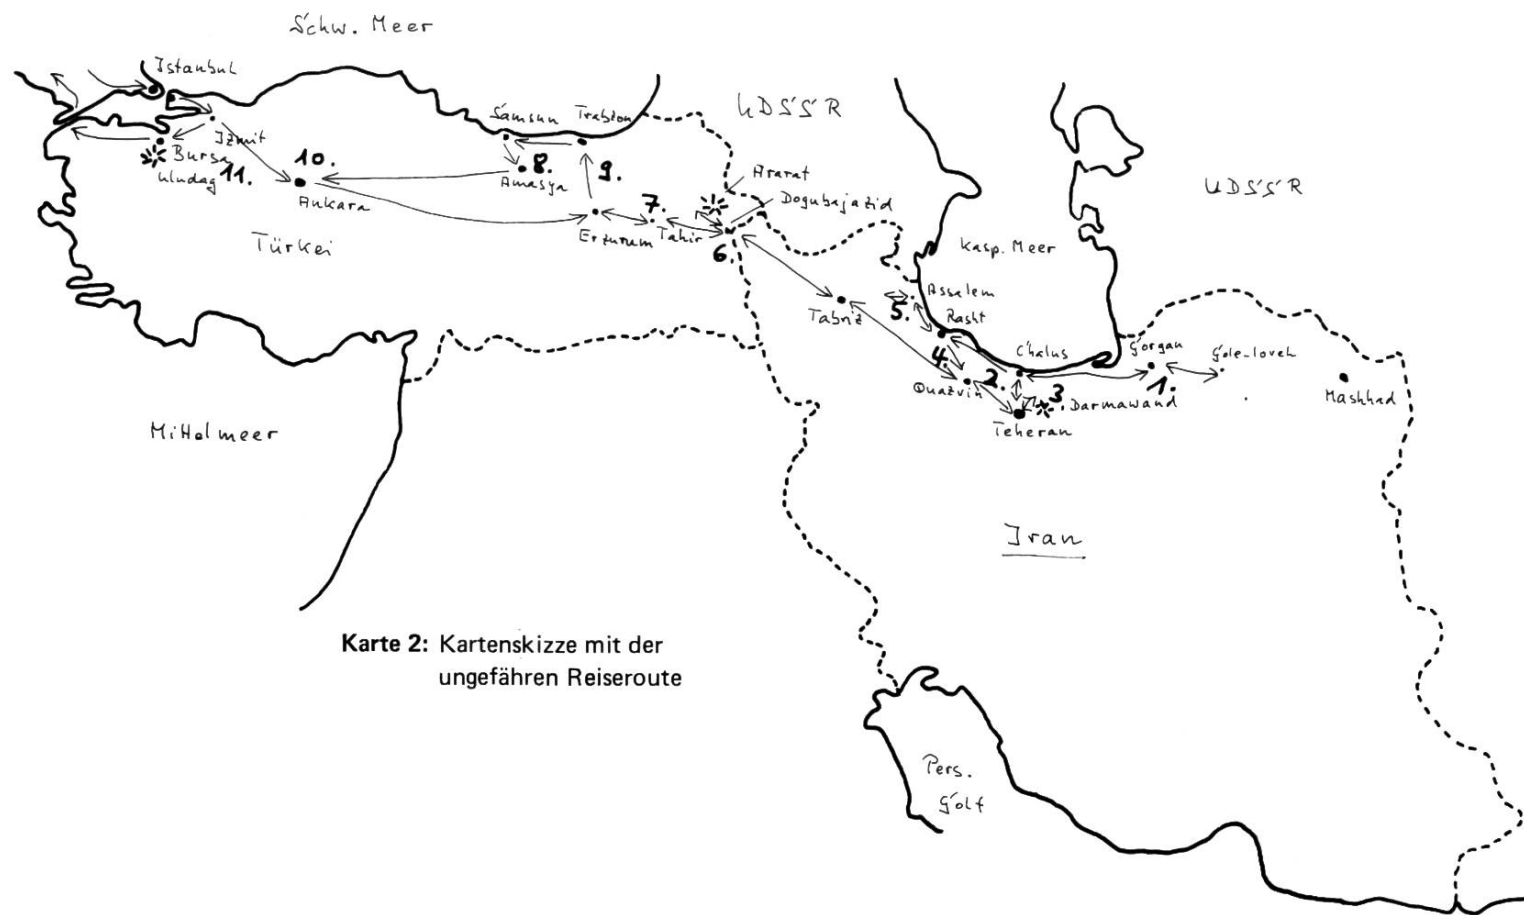 Schw. Meer
Istanbul
Izmit
Bursa
Uludag
11.
10.
Ankara
Türkei
Samsun
Trabzon
8.
Amasya
9.
Erzurum
7.
Tahir
UDSSR
Ararat
Dogubajazid
6.
Tabriz
Kasp. Meer
UDSSR
Assalem
5.
Rasht
4.
Quazvin
2.
Chalus
3.
Darmawand
Teheran
Gorgan
1.
Gole-loveh
Mashhad
Mittelmeer
Iran
Karte 2: Kartenskizze mit der
ungefähren Reiseroute
Pers.
Golf